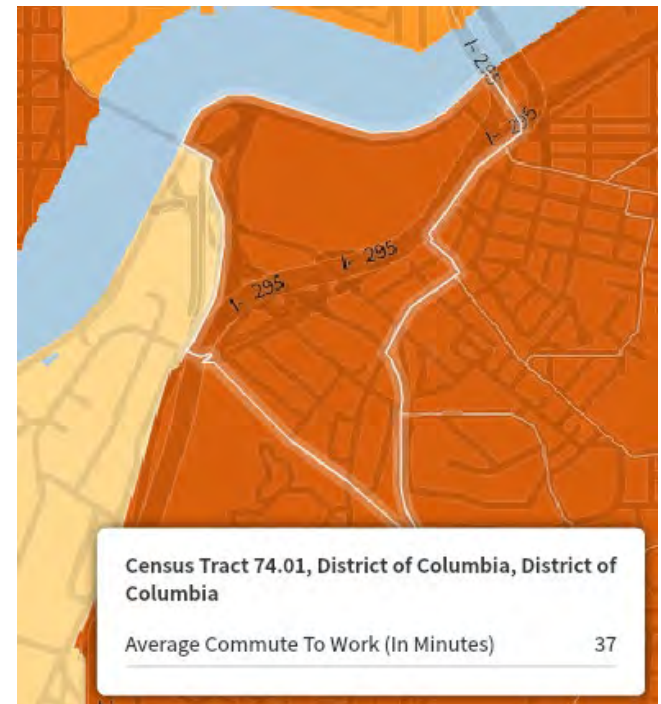 I- 295
I- 295
I- 295
I- 295
Census Tract 74.01, District of Columbia, District of
Columbia
Average Commute To Work (In Minutes) 37